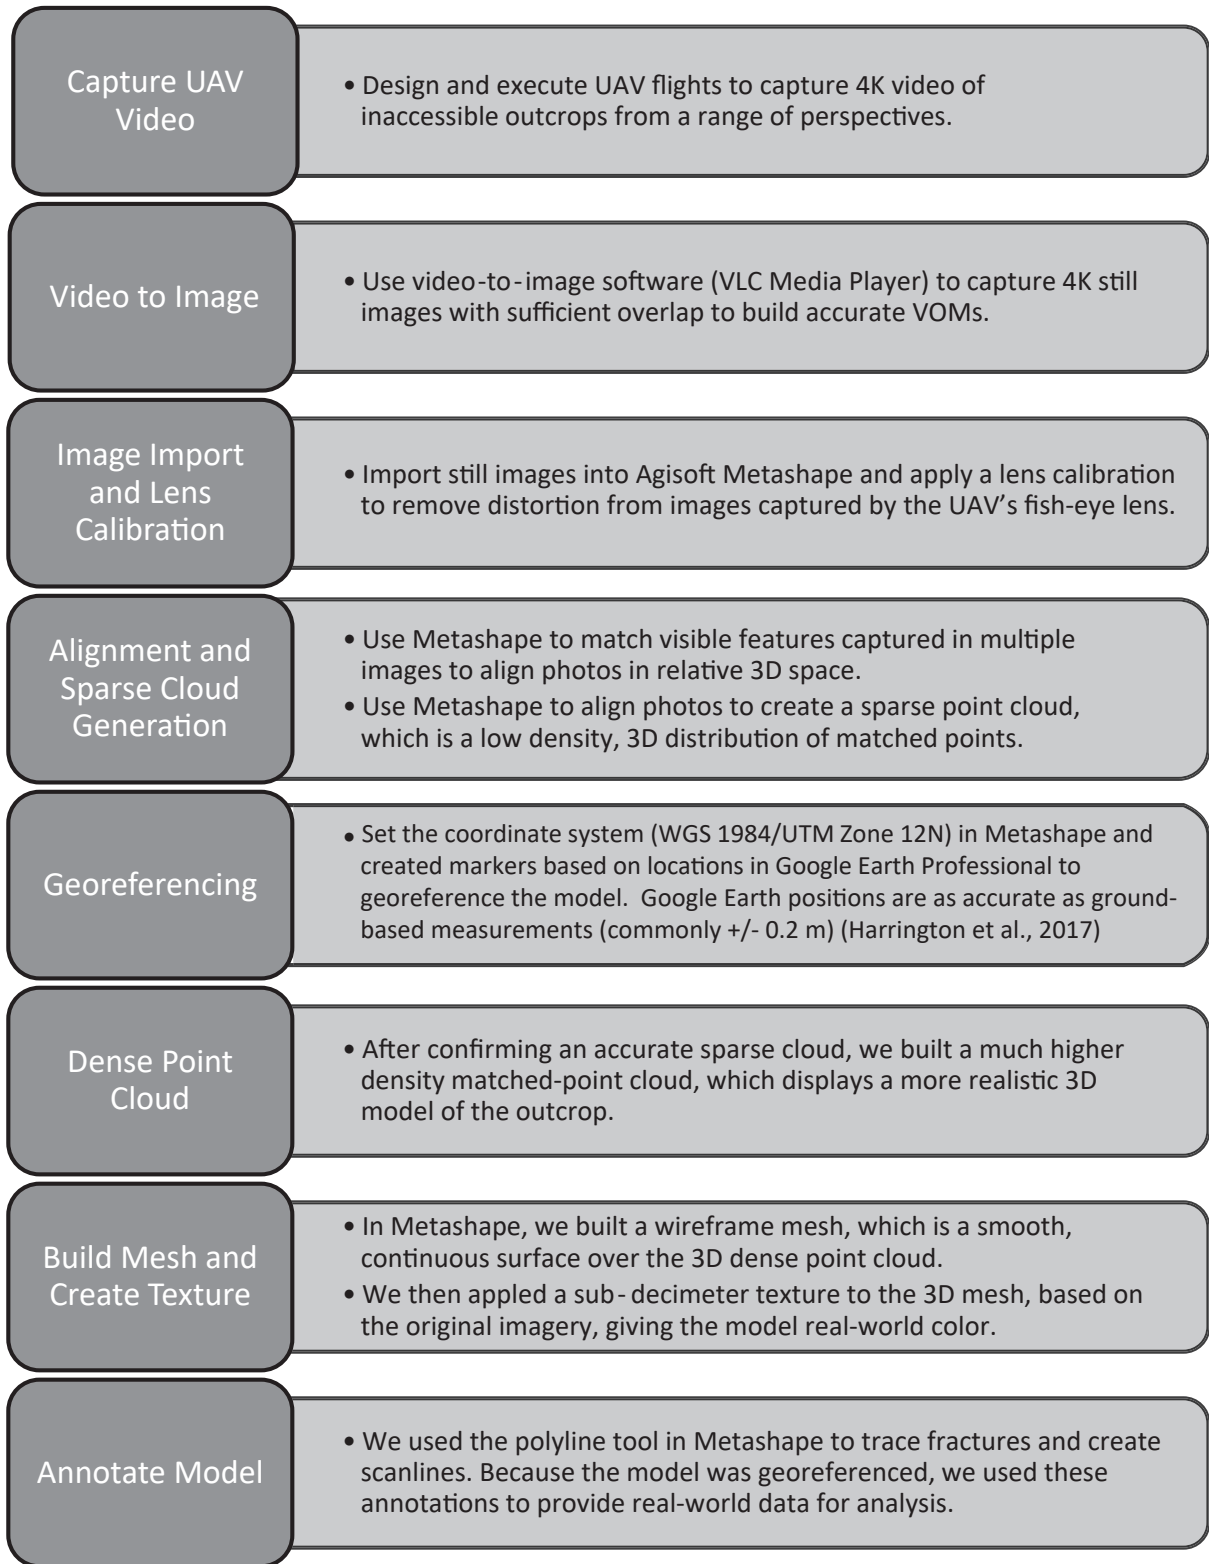 Capture UAV
Video
• Design and execute UAV flights to capture 4K video of
inaccessible outcrops from a range of perspectives.
Video to Image
• Use video-to-image software (VLC Media Player) to capture 4K still
images with sufficient overlap to build accurate VOMs.
Image Import
and Lens
Calibration
• Import still images into Agisoft Metashape and apply a lens calibration
to remove distortion from images captured by the UAV’s fish-eye lens.
Alignment and
Sparse Cloud
Generation
• Use Metashape to match visible features captured in multiple
images to align photos in relative 3D space.
• Use Metashape to align photos to create a sparse point cloud,
which is a low density, 3D distribution of matched points.
Georeferencing
• Set the coordinate system (WGS 1984/UTM Zone 12N) in Metashape and
created markers based on locations in Google Earth Professional to
georeference the model. Google Earth positions are as accurate as ground-
based measurements (commonly +/- 0.2 m) (Harrington et al., 2017)
Dense Point
Cloud
• After confirming an accurate sparse cloud, we built a much higher
density matched-point cloud, which displays a more realistic 3D
model of the outcrop.
Build Mesh and
Create Texture
• In Metashape, we built a wireframe mesh, which is a smooth,
continuous surface over the 3D dense point cloud.
• We then appled a sub-decimeter texture to the 3D mesh, based on
the original imagery, giving the model real-world color.
Annotate Model
• We used the polyline tool in Metashape to trace fractures and create
scanlines. Because the model was georeferenced, we used these
annotations to provide real-world data for analysis.